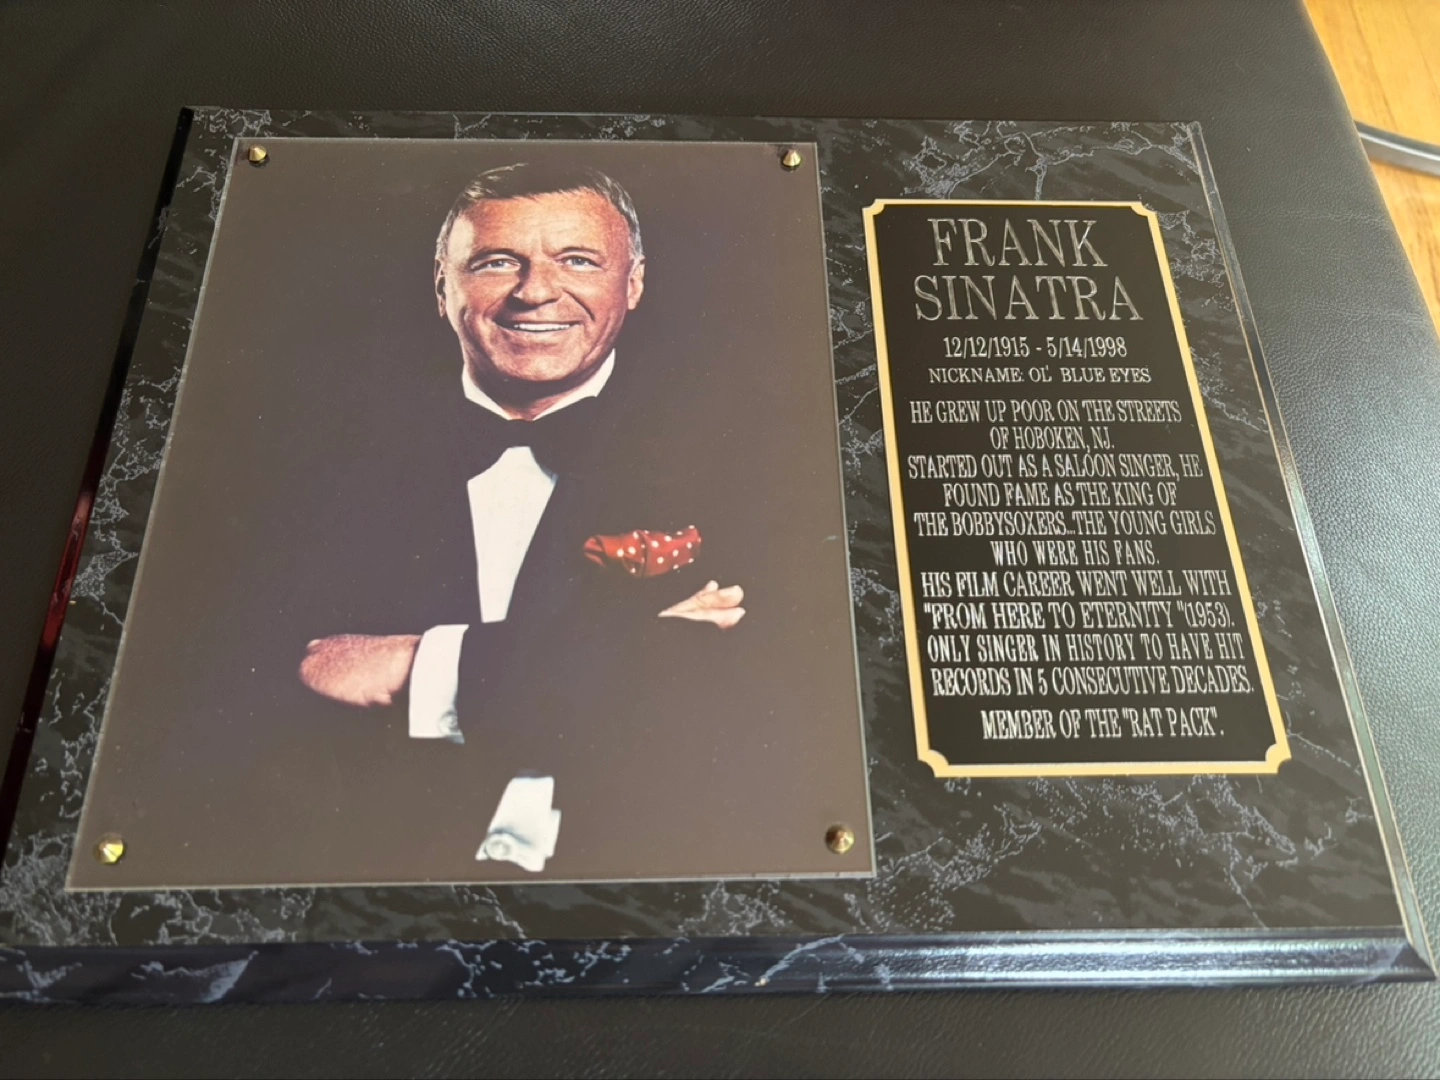 FRANK
SINATRA
12/12/1915 - 5/14/1998
NICKNAME: OL' BLUE EYES
HE GREW UP POOR ON THE STREETS
OF HOBOKEN, NJ.
STARTED OUT AS A SALOON SINGER, HE
FOUND FAME AS THE KING OF
THE BOBBYSOXERS...THE YOUNG GIRLS
WHO WERE HIS FANS.
HIS FILM CAREER WENT WELL WITH
"FROM HERE TO ETERNITY "(1953).
ONLY SINGER IN HISTORY TO HAVE HIT
RECORDS IN 5 CONSECUTIVE DECADES.
MEMBER OF THE "RAT PACK".